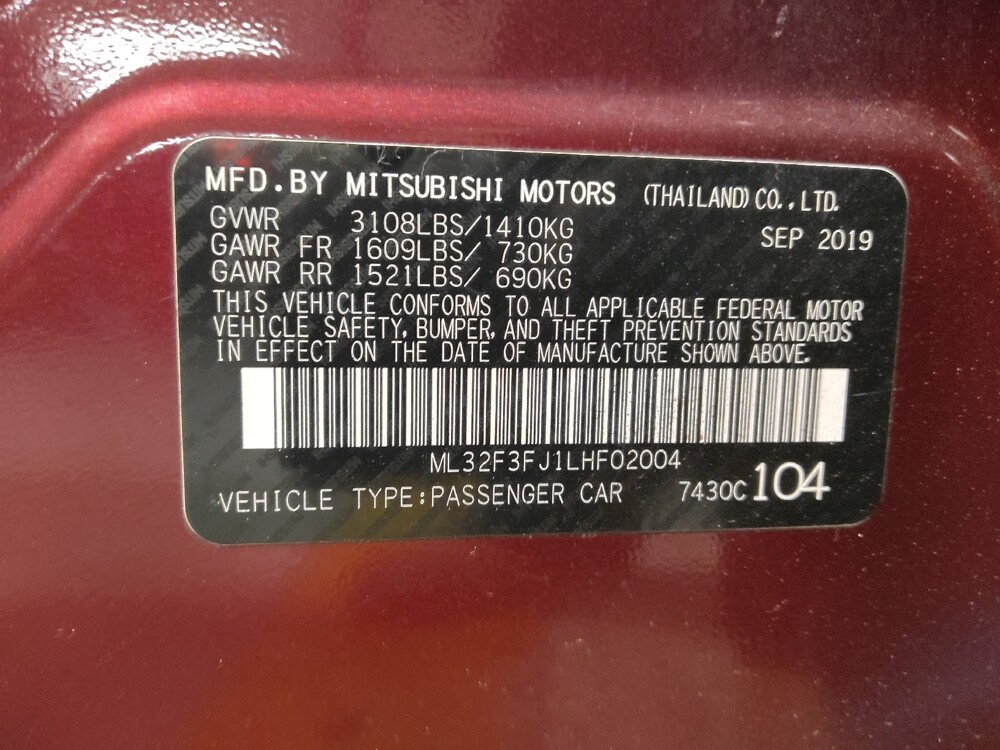 MFD.BY MITSUBISHI MOTORS (THAILAND) CO., LTD.
GVWR 3108LBS/1410KG SEP 2019
GAWR FR 1609LBS/ 730KG
GAWR RR 1521LBS/ 690KG
THIS VEHICLE CONFORMS TO ALL APPLICABLE FEDERAL MOTOR
VEHICLE SAFETY, BUMPER, AND THEFT PREVENTION STANDARDS
IN EFFECT ON THE DATE OF MANUFACTURE SHOWN ABOVE.
ML32F3FJ1LHF02004
VEHICLE TYPE:PASSENGER CAR 7430C 104